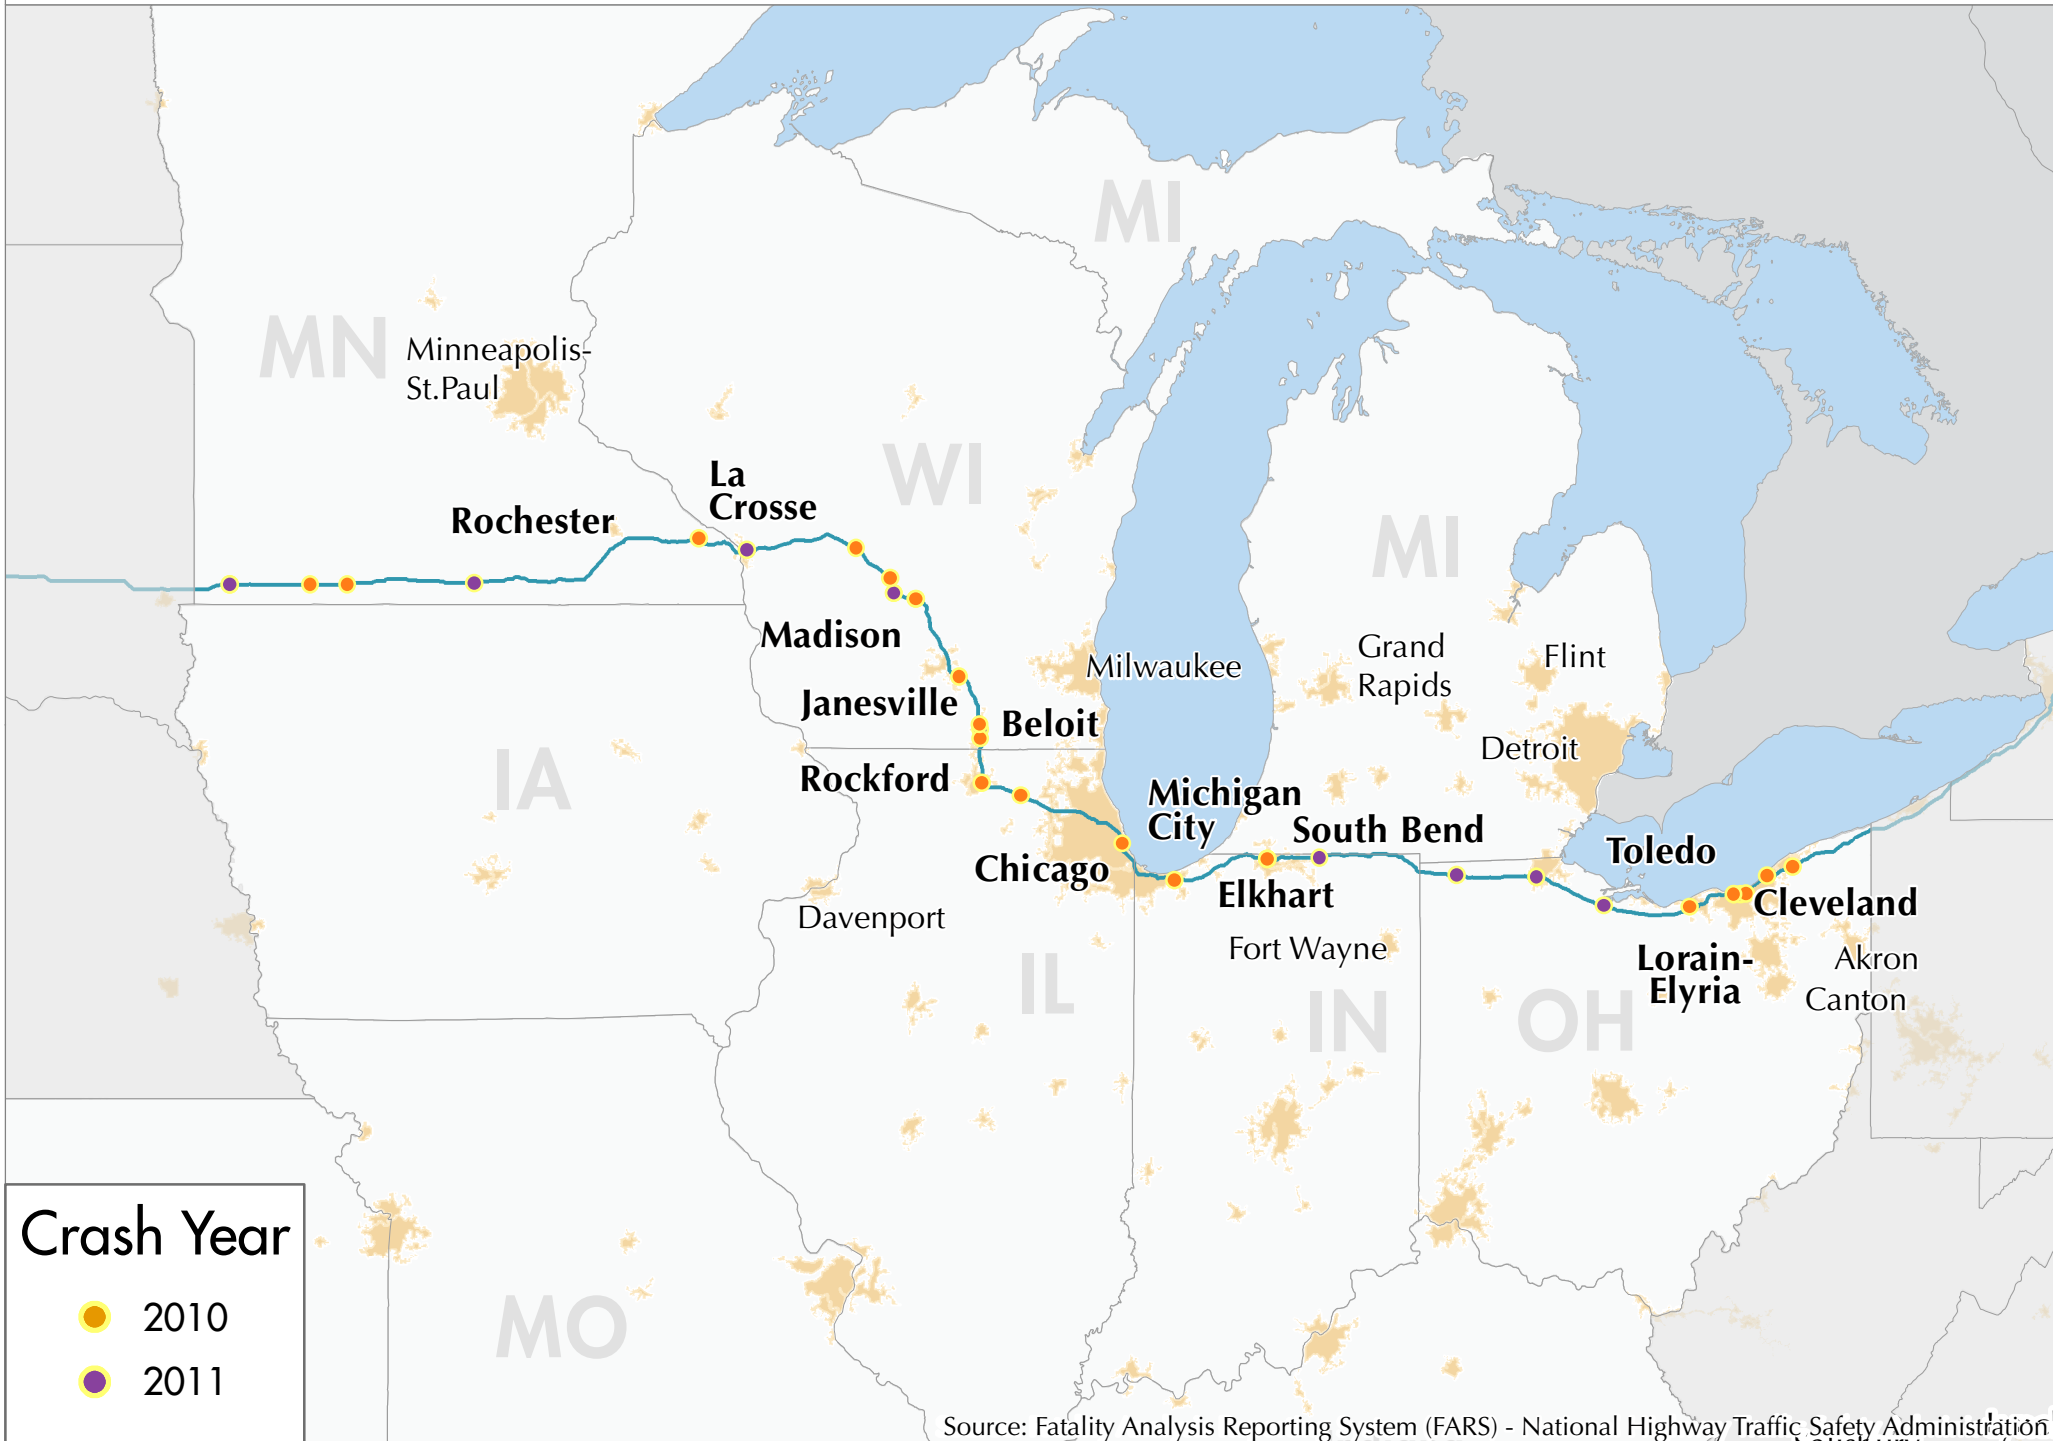 MI
MN
Minneapolis-
St.Paul
WI
La
Crosse
Rochester
MI
Madison
Milwaukee
Grand
Rapids
Flint
Janesville
Beloit
Detroit
IA
Rockford
Michigan
City
South Bend
Toledo
Chicago
Elkhart
Cleveland
Davenport
Fort Wayne
Lorain-
Elyria
Akron
Canton
IL
IN
OH
MO
Crash Year
2010
2011
Source: Fatality Analysis Reporting System (FARS) - National Highway Traffic Safety Administration